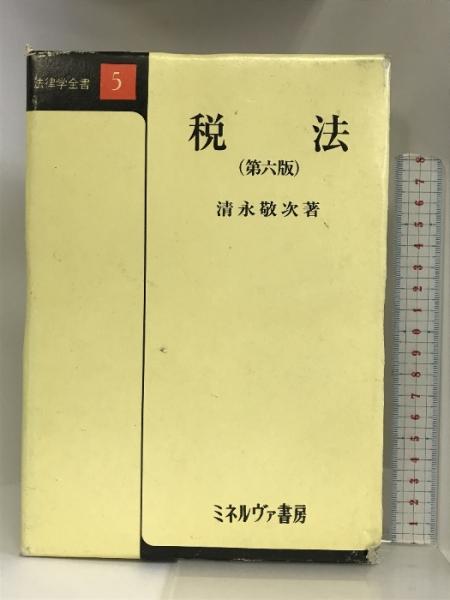 法律学全書 5
税法
(第六版)
清永敬次著
ミネルヴァ書房